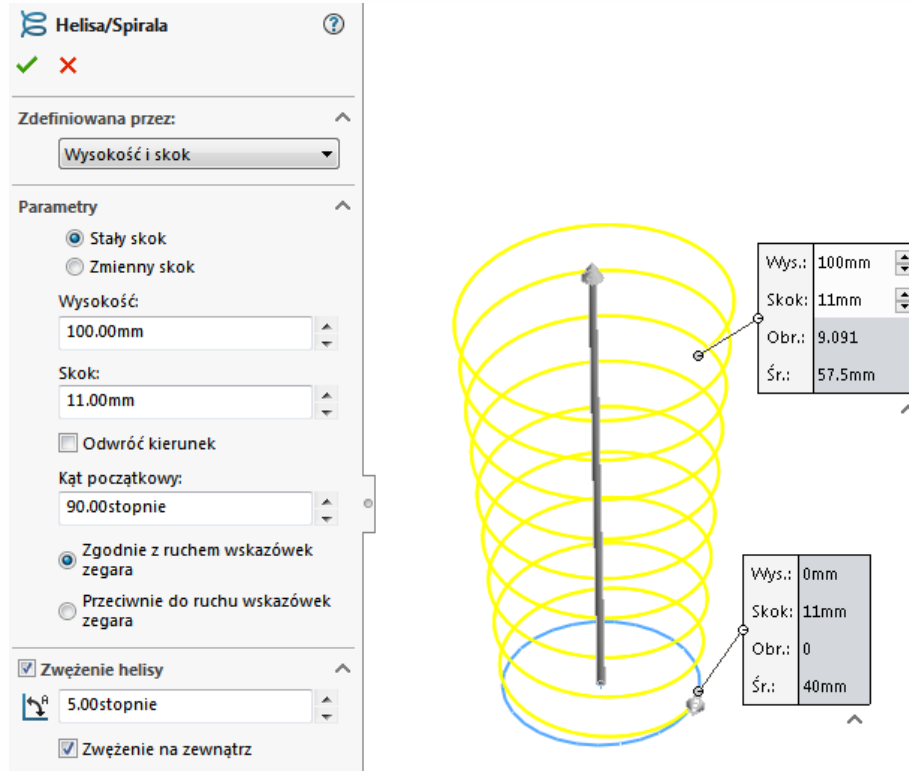 Helisa/Spirala
Zdefiniowana przez:
Wysokość i skok
Parametry
Stały skok
Zmienny skok
Wysokość:
100.00mm
Skok:
11.00mm
Odwróć kierunek
Kąt początkowy:
90.00stopnie
Zgodnie z ruchem wskazówek
zegara
Przeciwnie do ruchu wskazówek
zegara
Zwężenie helisy
5.00stopnie
Zwężenie na zewnątrz
Wys.: 100mm
Skok: 11mm
Obr.: 9.091
Śr.: 57.5mm
Wys.: 0mm
Skok: 11mm
Obr.: 0
Śr.: 40mm